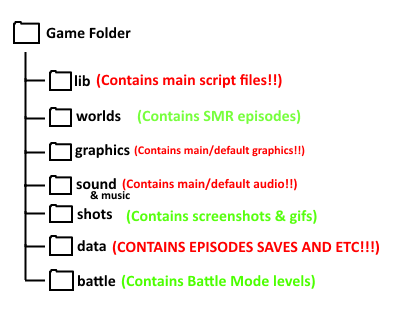 Game Folder
lib (Contains main script files!!)
worlds (Contains SMR episodes)
graphics (Contains main/default graphics!!)
sound (Contains main/default audio!!)
& music
shots (Contains screenshots & gifs)
data (CONTAINS EPISODES SAVES AND ETC!!!)
battle (Contains Battle Mode levels)